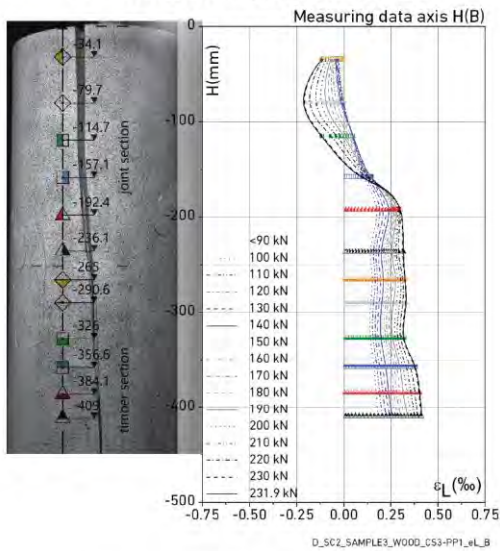 Measuring data axis H(B)
H(mm)
0
-100
-200
-300
-400
-500
-34.1
-79.7
-114.7
-157.1
-192.4
-236.1
-265
-290.6
-326
-356.6
-384.1
-409
joint section
timber section
<90 kN
100 kN
110 kN
120 kN
130 kN
140 kN
150 kN
160 kN
170 kN
180 kN
190 kN
200 kN
210 kN
220 kN
230 kN
231.9 kN
εL(‰)
-0.75 -0.50 -0.25 0.00 0.25 0.50 0.75
D_SC2_SAMPLE3_WOOD_CS3-PP1_eL_B